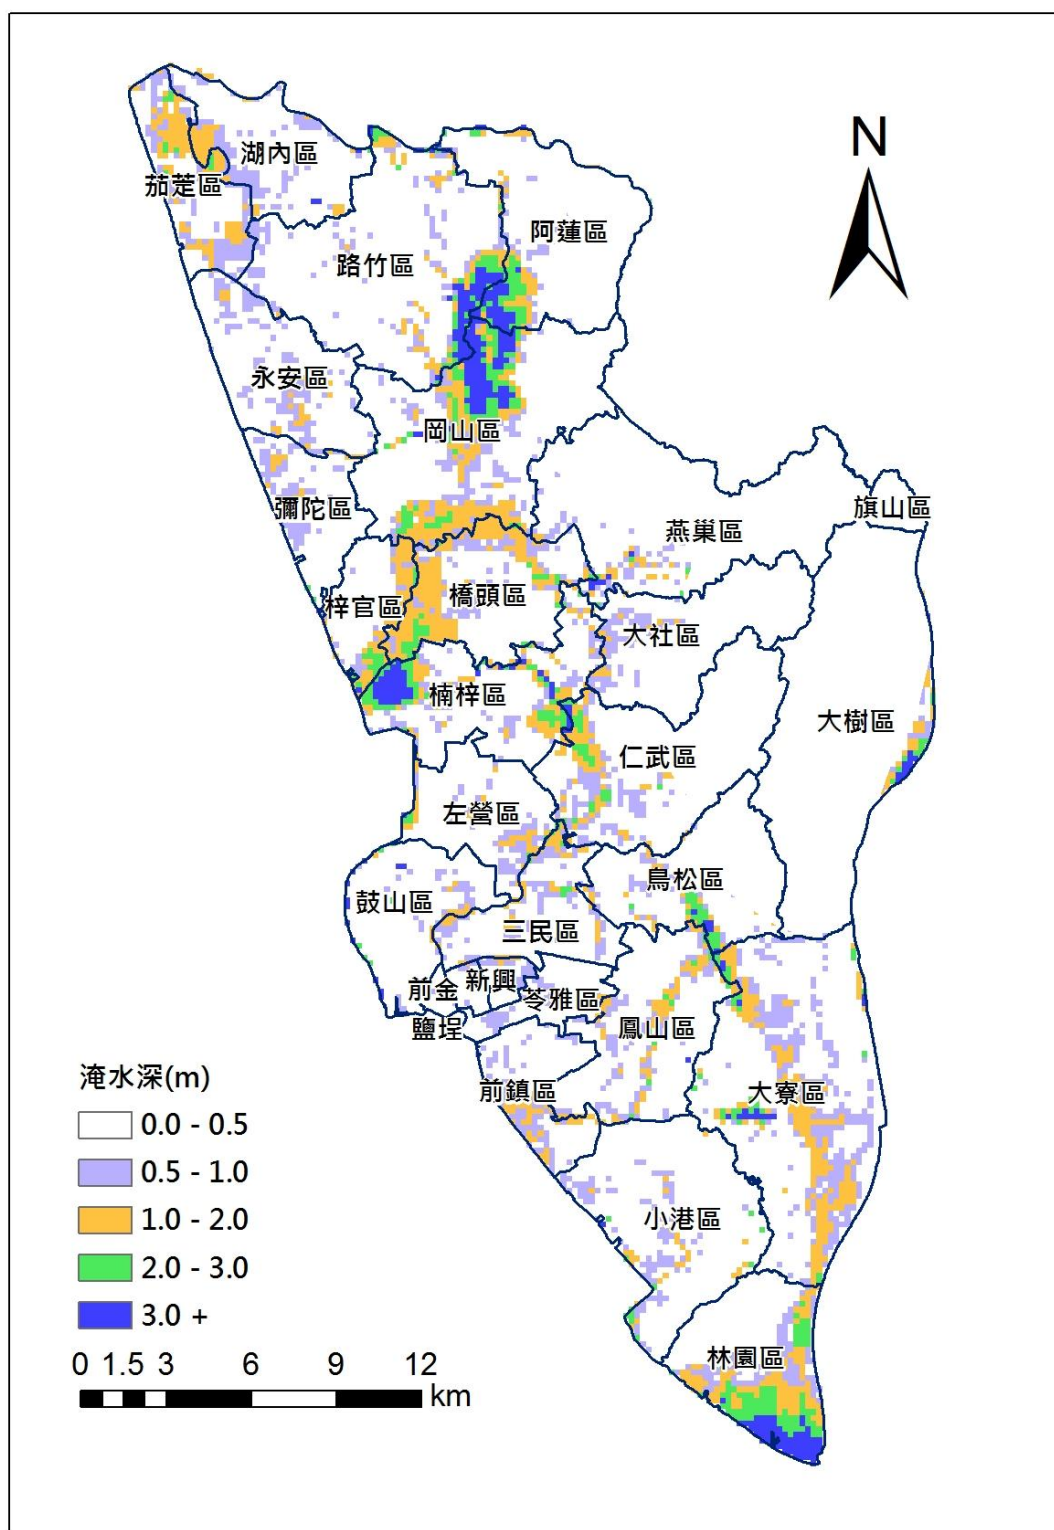 N
湖內區
茄萣區
阿蓮區
路竹區
永安區
岡山區
彌陀區
旗山區
燕巢區
梓官區
橋頭區
大社區
楠梓區
大樹區
仁武區
左營區
鳥松區
鼓山區
三民區
新興
前金
苓雅區
鹽埕
鳳山區
前鎮區
大寮區
小港區
林園區
淹水深(m)
0.0 - 0.5
0.5 - 1.0
1.0 - 2.0
2.0 - 3.0
3.0 +
0 1.5 3 6 9 12
km